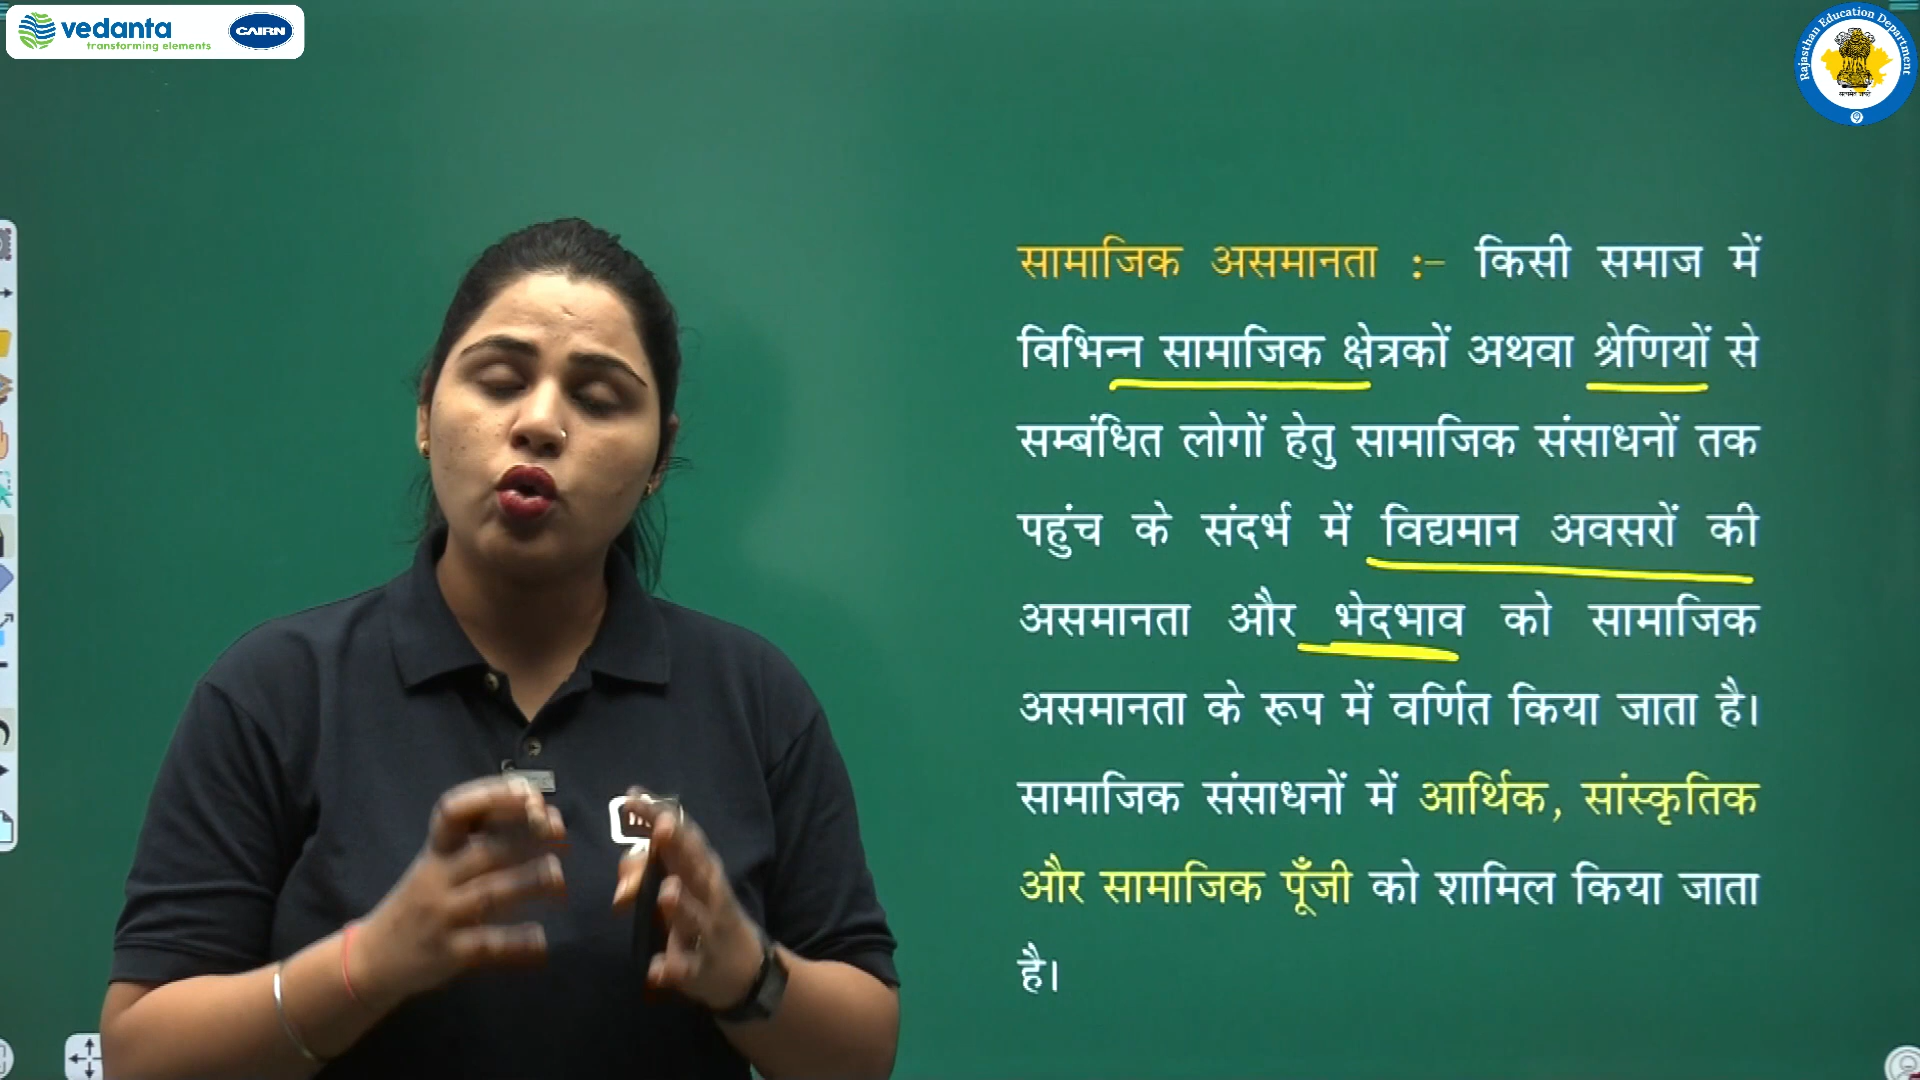 vedanta
transforming elements
CAIRN
Rajasthan Education Department
सामाजिक असमानता :- किसी समाज में
विभिन्न सामाजिक क्षेत्रकों अथवा श्रेणियों से
सम्बंधित लोगों हेतु सामाजिक संसाधनों तक
पहुंच के संदर्भ में विद्यमान अवसरों की
असमानता और भेदभाव को सामाजिक
असमानता के रूप में वर्णित किया जाता है।
सामाजिक संसाधनों में आर्थिक, सांस्कृतिक
और सामाजिक पूँजी को शामिल किया जाता
है।